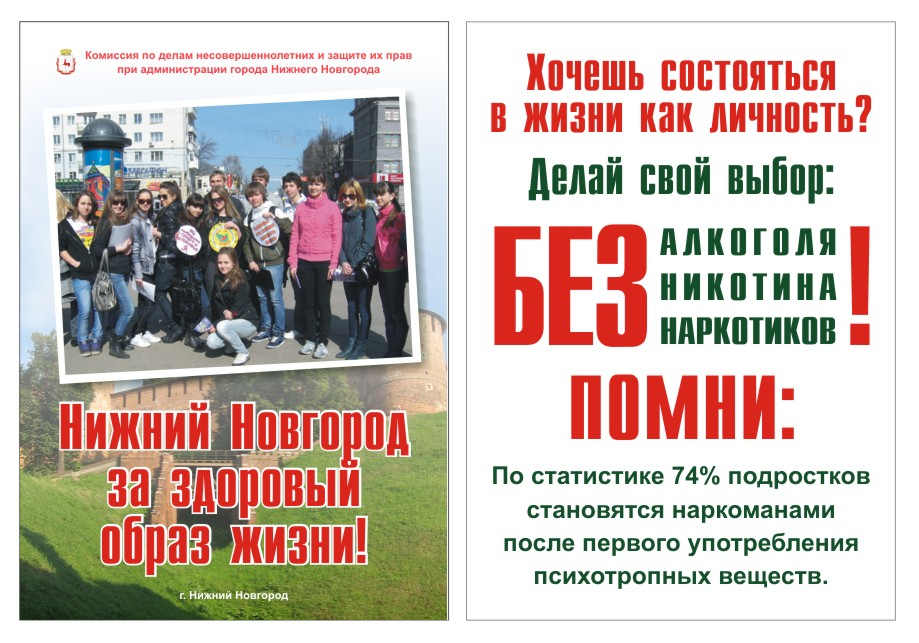 Комиссия по делам несовершеннолетних и защите их прав
при администрации города Нижнего Новгорода
МЕГАФОН
Нижний Новгород
за здоровый
образ жизни!
г. Нижний Новгород
Хочешь состояться
в жизни как личность?
Делай свой выбор:
БЕЗ
АЛКОГОЛЯ
НИКОТИНА
НАРКОТИКОВ
!
ПОМНИ:
По статистике 74% подростков
становятся наркоманами
после первого употребления
психотропных веществ.